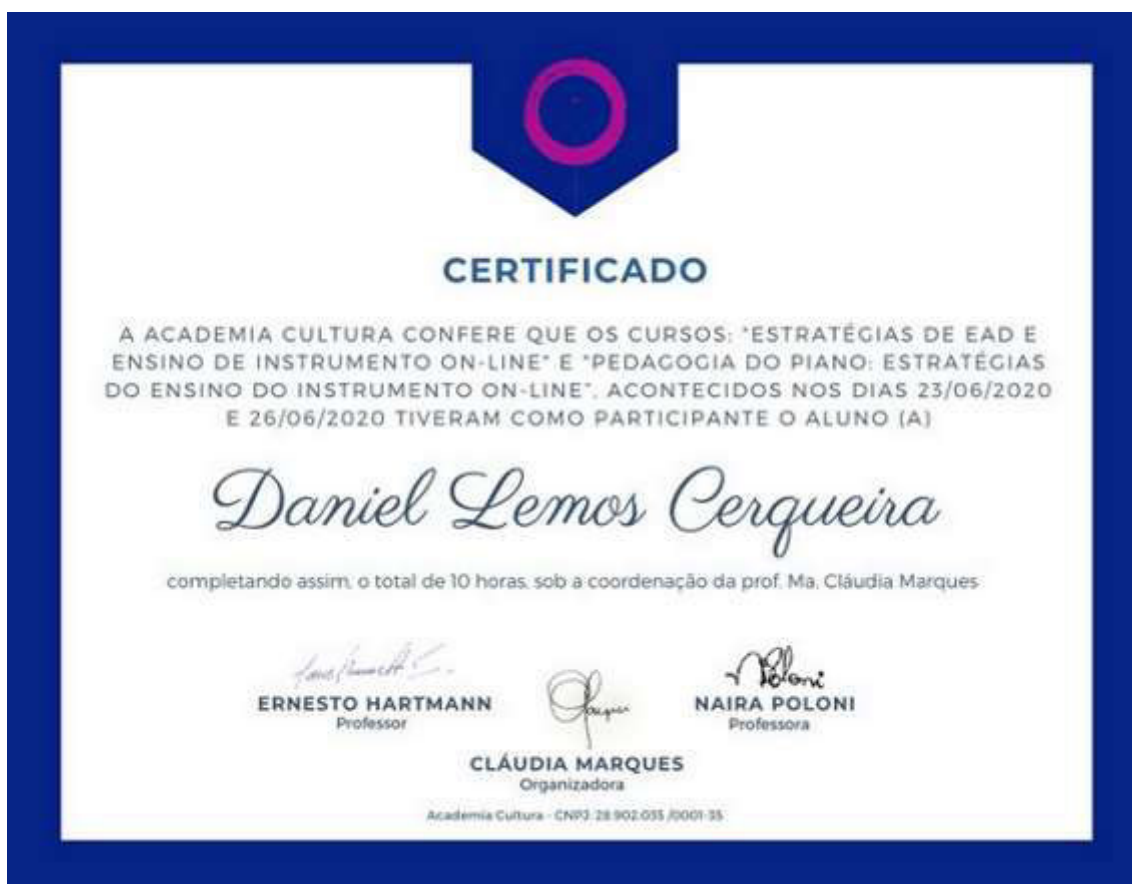 CERTIFICADO
A ACADEMIA CULTURA CONFERE QUE OS CURSOS: "ESTRATÉGIAS DE EAD E
ENSINO DE INSTRUMENTO ON-LINE" E "PEDAGOGIA DO PIANO: ESTRATÉGIAS
DO ENSINO DO INSTRUMENTO ON-LINE", ACONTECIDOS NOS DIAS 23/06/2020
E 26/06/2020 TIVERAM COMO PARTICIPANTE O ALUNO (A)
Daniel Lemos Cerqueira
completando assim, o total de 10 horas, sob a coordenação da prof. Ma. Cláudia Marques
Poloni
ERNESTO HARTMANN
Professor
NAIRA POLONI
Professora
CLÁUDIA MARQUES
Organizadora
Academia Cultura - CNPJ 28.902.035 /0001-35